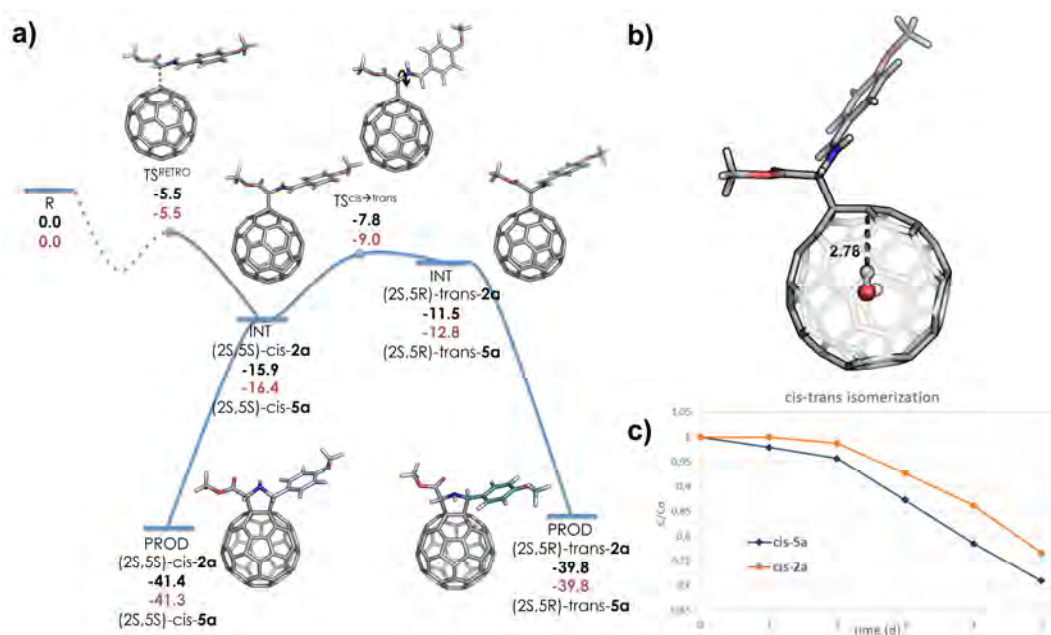 a)
TSRETRO
-5.5
-5.5
R
0.0
0.0
TScis→trans
-7.8
-9.0
INT
(2S,5S)-cis-2a
-15.9
-16.4
(2S,5S)-cis-5a
INT
(2S,5R)-trans-2a
-11.5
-12.8
(2S,5R)-trans-5a
PROD
(2S,5S)-cis-2a
-41.4
-41.3
(2S,5S)-cis-5a
PROD
(2S,5R)-trans-2a
-39.8
-39.8
(2S,5R)-trans-5a
b)
2.78
c)
cis-trans isomerization
1,05
1
0,95
0,9
0,85
0,8
cis-5a
cis-2a
Time (d)